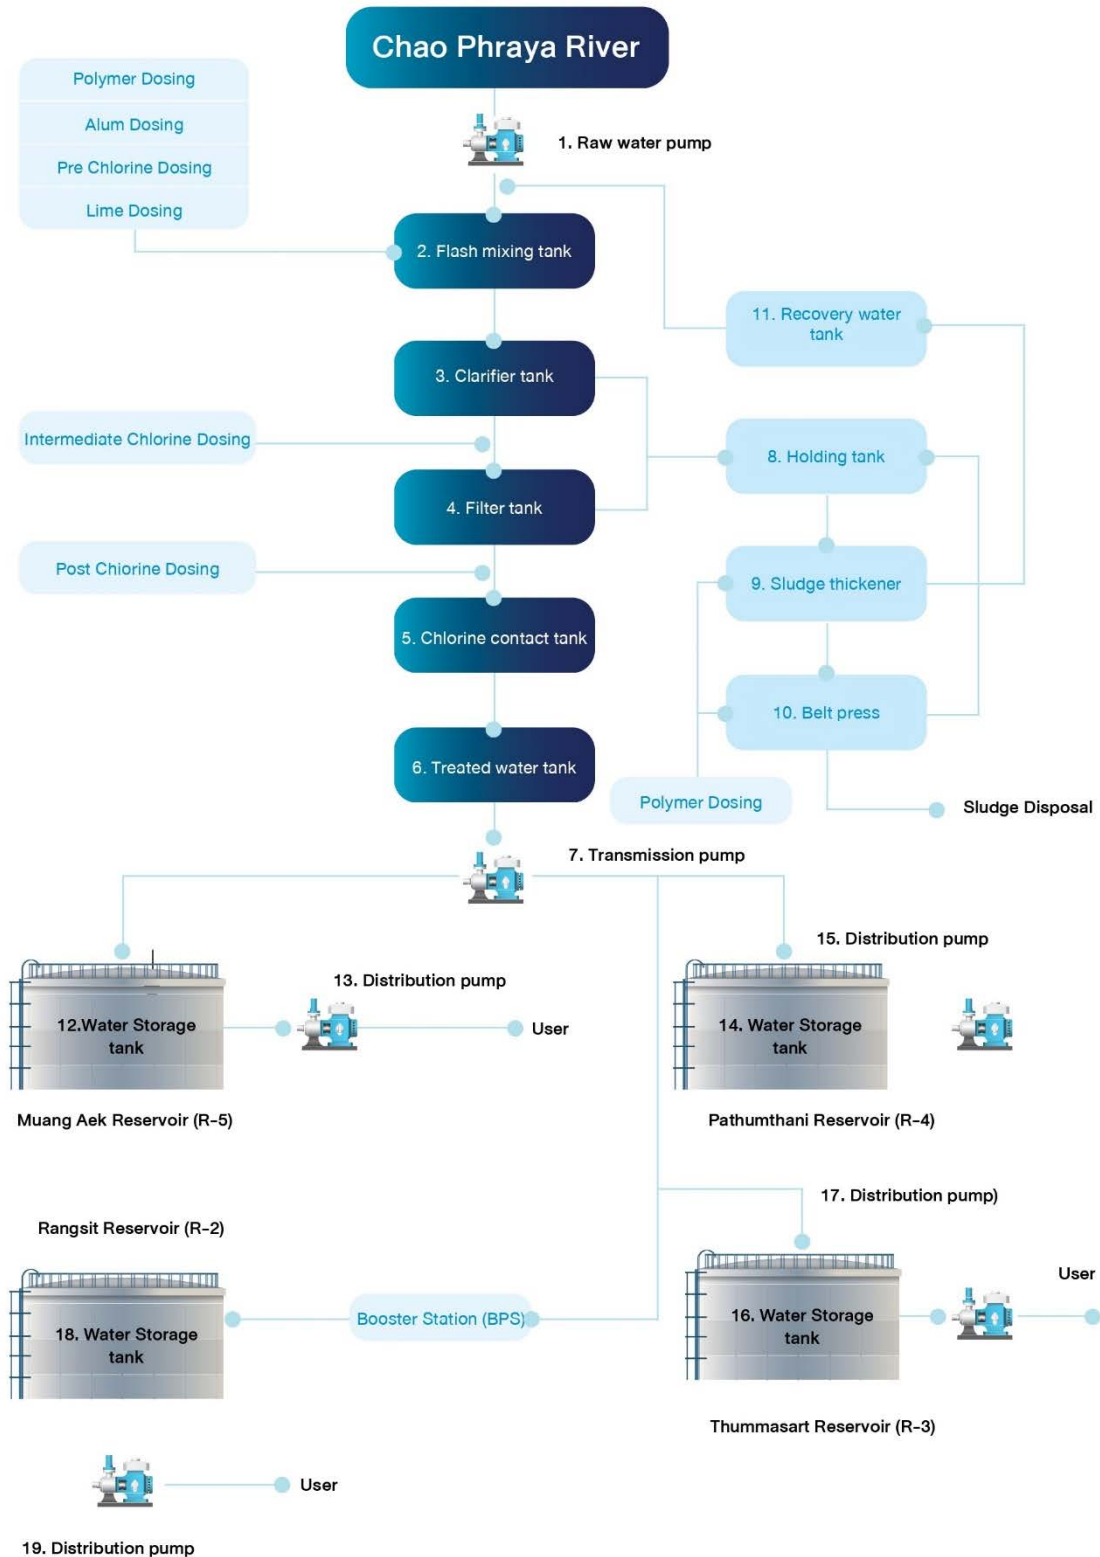 Chao Phraya River
Polymer Dosing
Alum Dosing
Pre Chlorine Dosing
Lime Dosing
1. Raw water pump
2. Flash mixing tank
11. Recovery water
tank
3. Clarifier tank
Intermediate Chlorine Dosing
8. Holding tank
4. Filter tank
Post Chlorine Dosing
9. Sludge thickener
5. Chlorine contact tank
10. Belt press
6. Treated water tank
Polymer Dosing
Sludge Disposal
7. Transmission pump
15. Distribution pump
13. Distribution pump
12.Water Storage
tank
User
14. Water Storage
tank
Muang Aek Reservoir (R-5)
Pathumthani Reservoir (R-4)
17. Distribution pump)
Rangsit Reservoir (R-2)
User
18. Water Storage
tank
Booster Station (BPS)
16. Water Storage
tank
Thummasart Reservoir (R-3)
User
19. Distribution pump